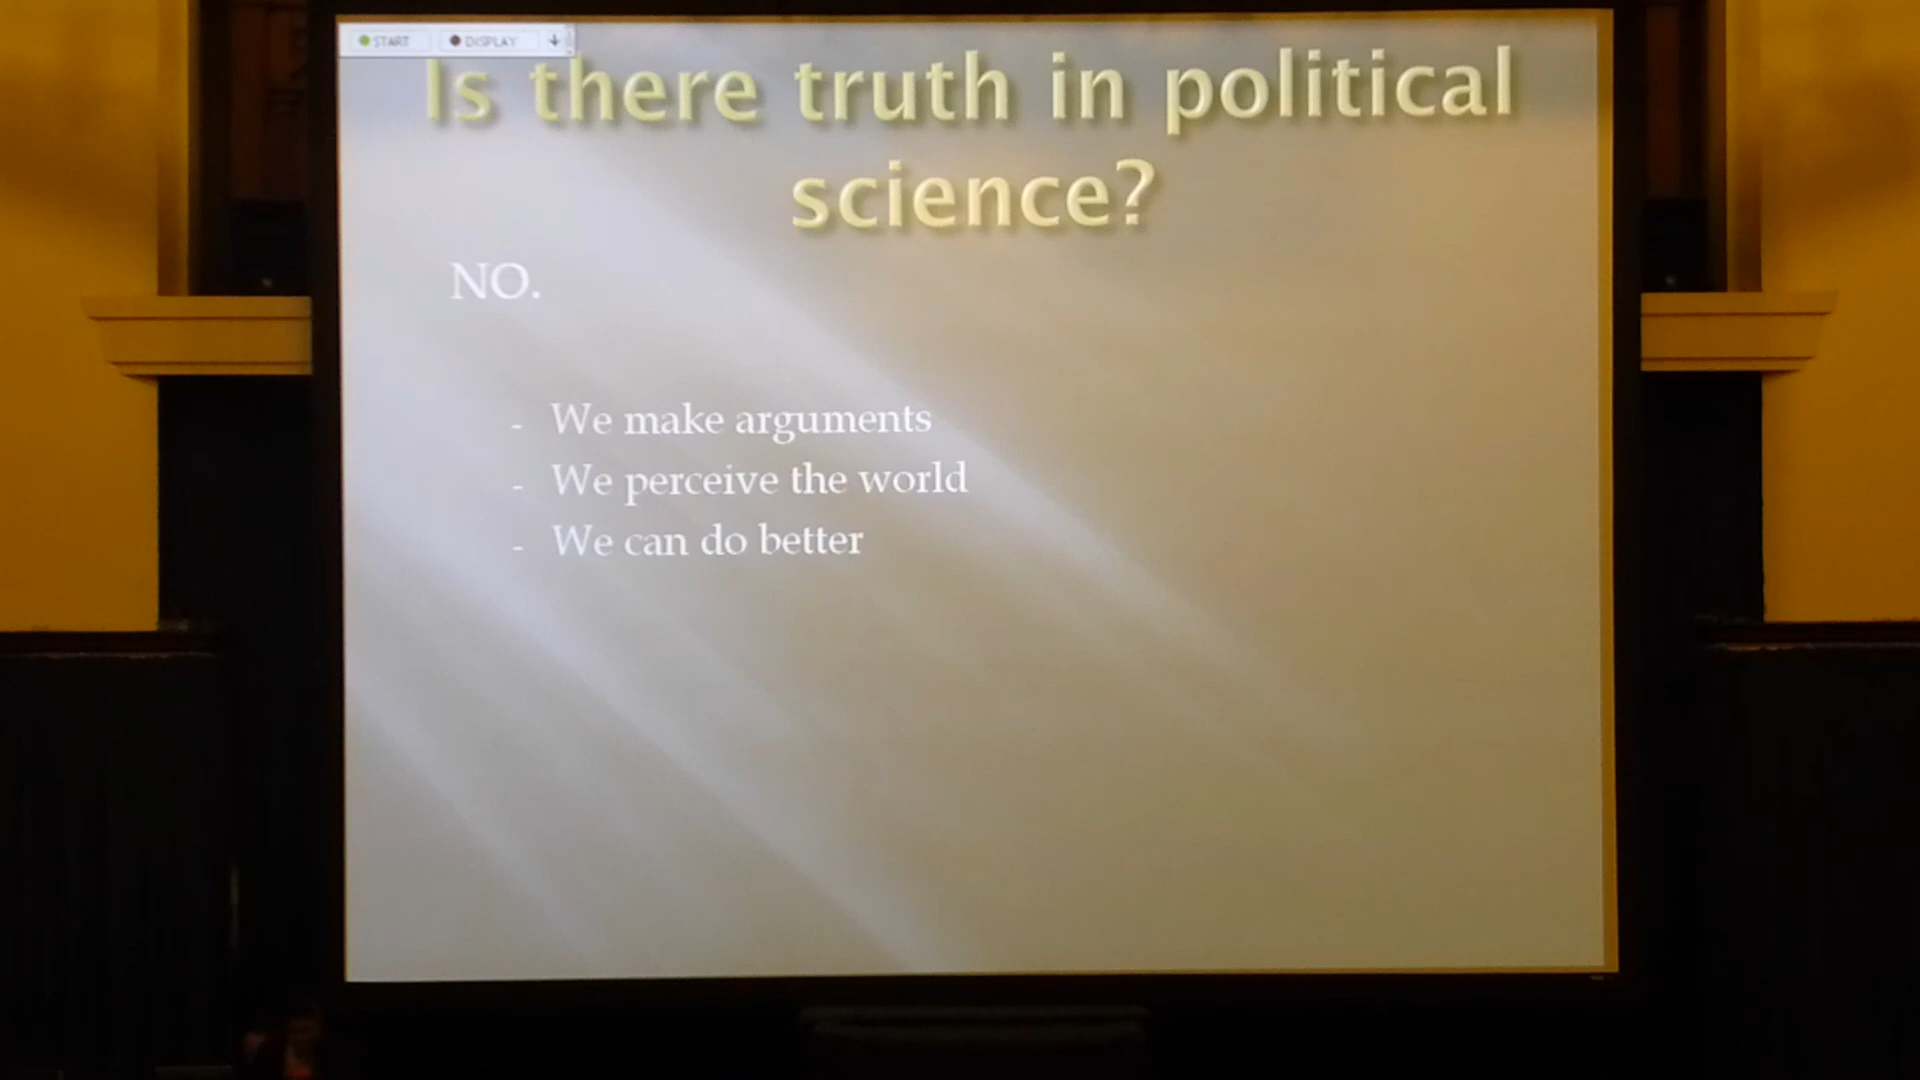 START DISPLAY
Is there truth in political
science?
NO.
- We make arguments
- We perceive the world
- We can do better